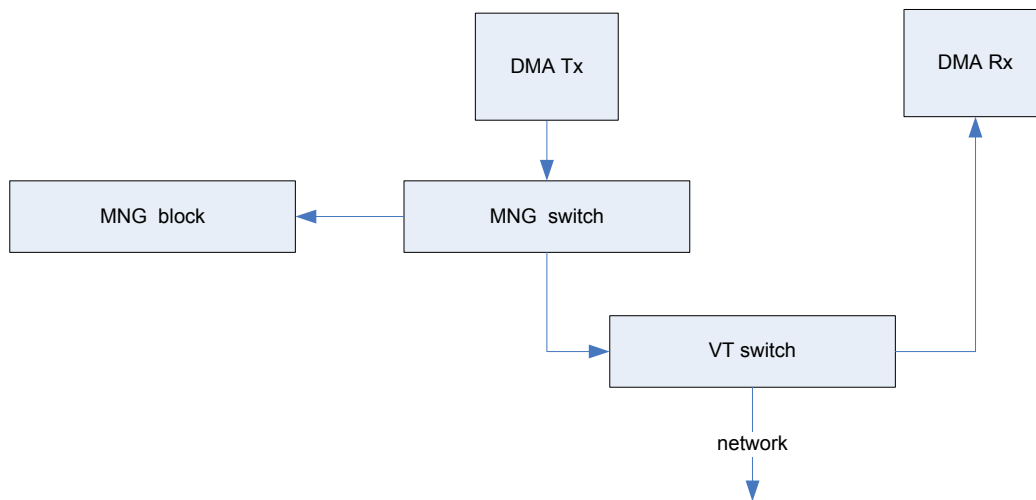 DMA Tx
DMA Rx
MNG block
MNG switch
VT switch
network